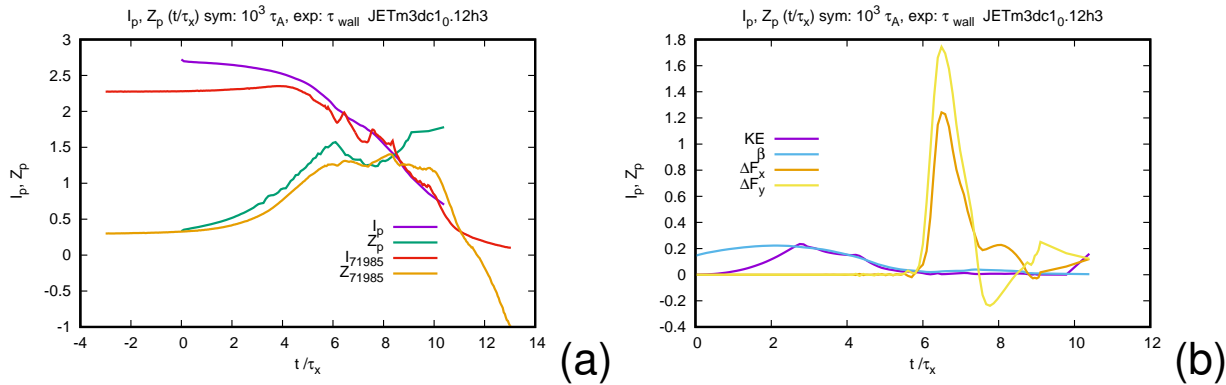 I_p, Z_p (t/τ_x) sym: 10^3 τ_A, exp: τ_wall JETm3dc1_0.12h3
3
2.5
2
1.5
1
0.5
0
-0.5
-1
I_p, Z_p
I_p
Z_p
I_71985
Z_71985
-4 -2 0 2 4 6 8 10 12 14
t /τ_x
(a)
I_p, Z_p (t/τ_x) sym: 10^3 τ_A, exp: τ_wall JETm3dc1_0.12h3
1.8
1.6
1.4
1.2
1
0.8
0.6
0.4
0.2
0
-0.2
-0.4
I_p, Z_p
KE
β
ΔF_x
ΔF_y
0 2 4 6 8 10 12
t /τ_x
(b)